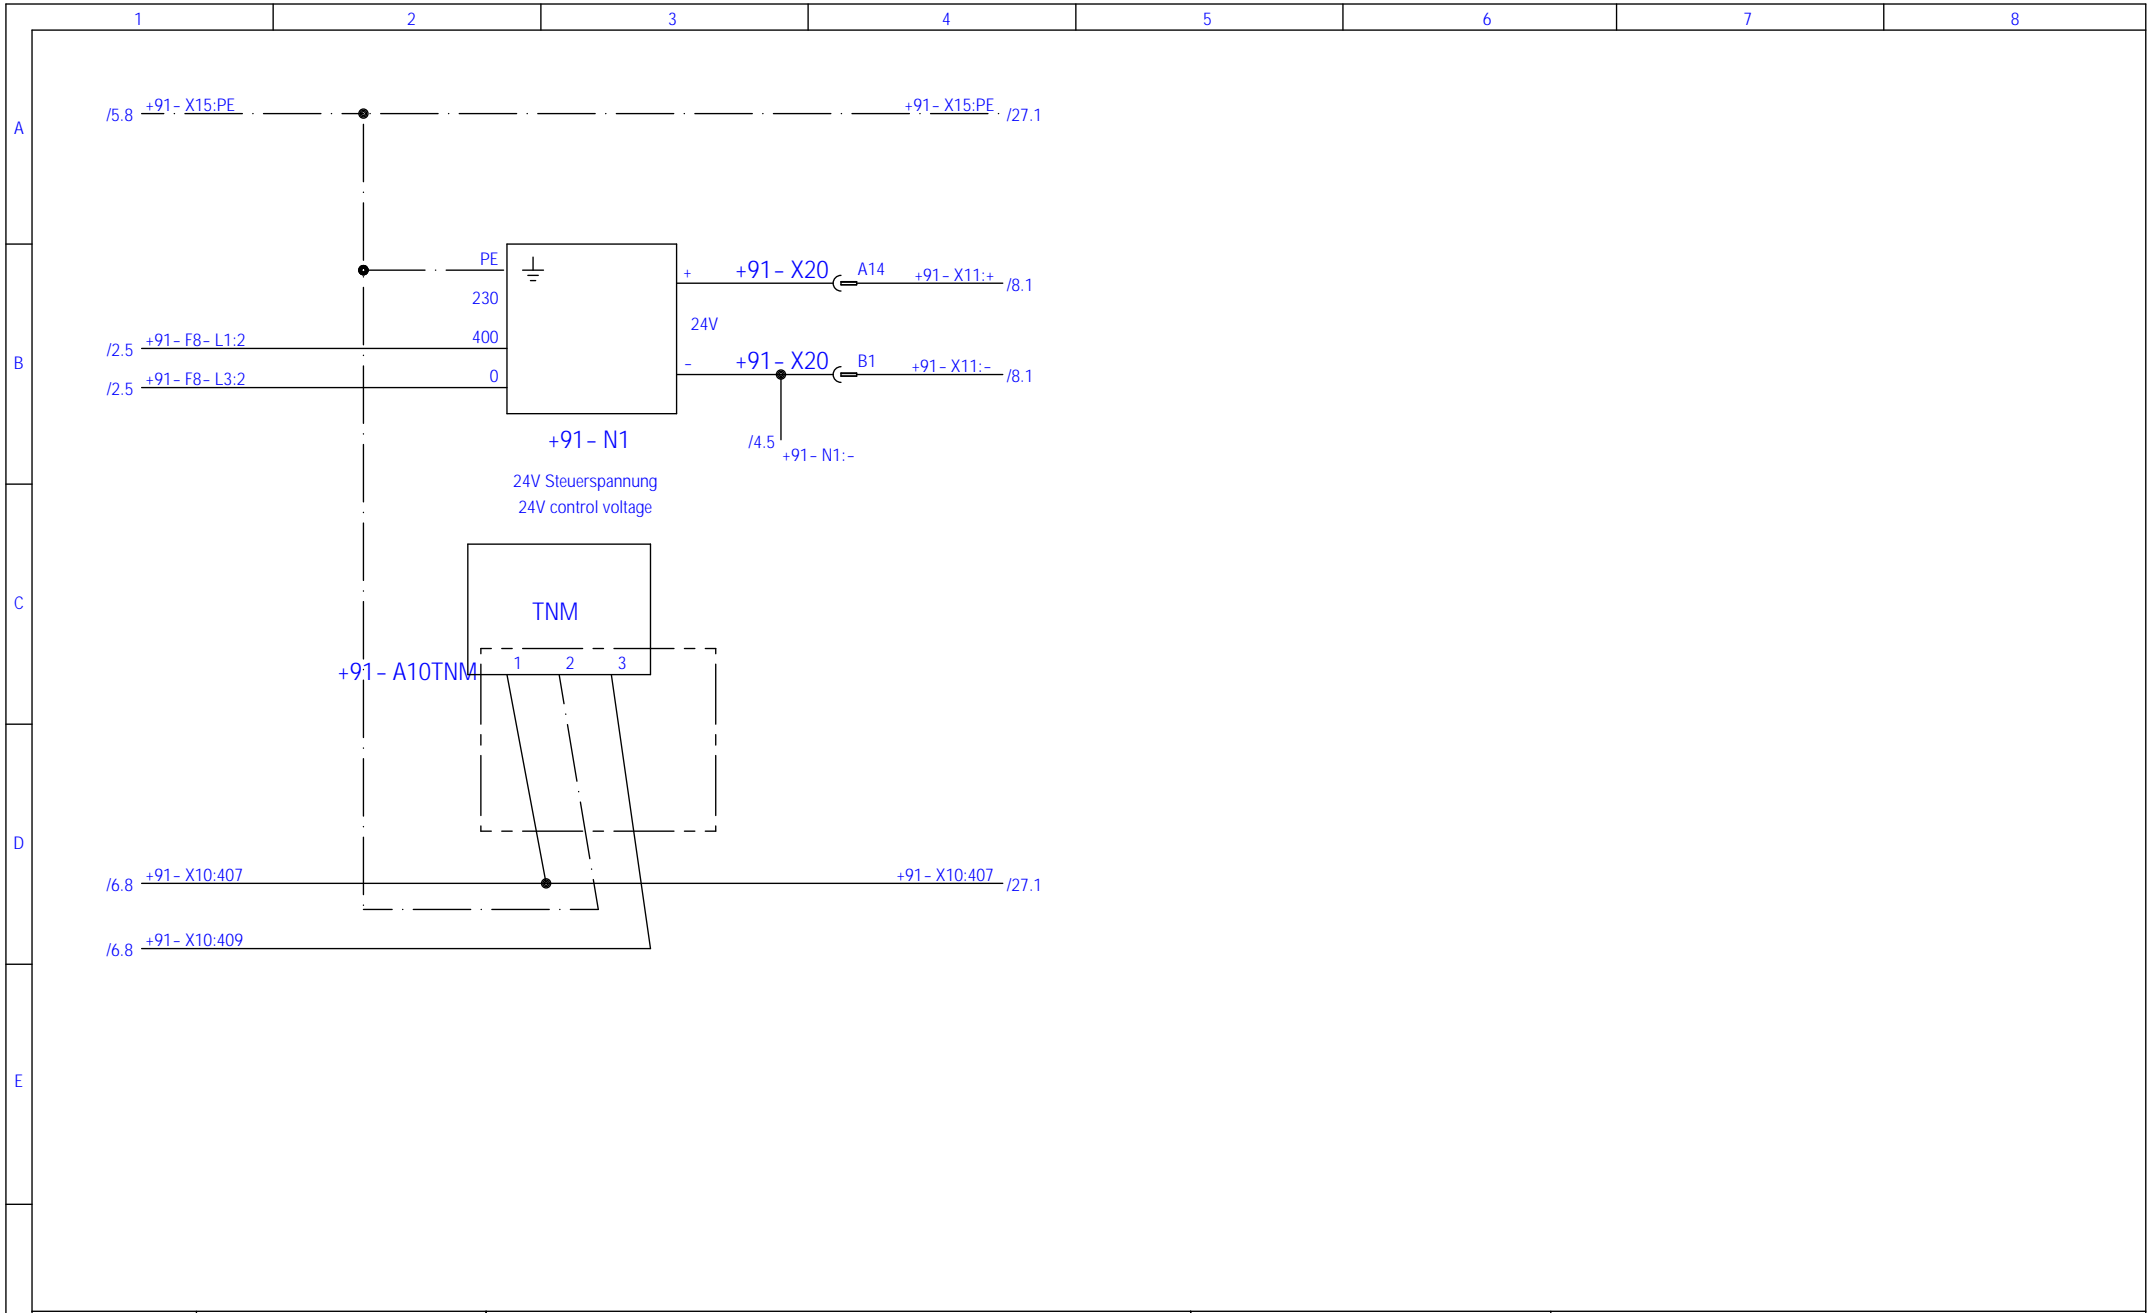 1 2 3 4 5 6 7 8
A
/5.8 +91-X15:PE +91-X15:PE /27.1
B
PE
230
400
0
+
24V
-
+91-X20 A14 +91-X11:+ /8.1
/2.5 +91-F8-L1:2
+91-X20 B1 +91-X11:- /8.1
/2.5 +91-F8-L3:2
+91-N1
/4.5
+91-N1:-
24V Steuerspannung
24V control voltage
C
TNM
+91-A10TNM
1 2 3
D
/6.8 +91-X10:407 +91-X10:407 /27.1
/6.8 +91-X10:409
E